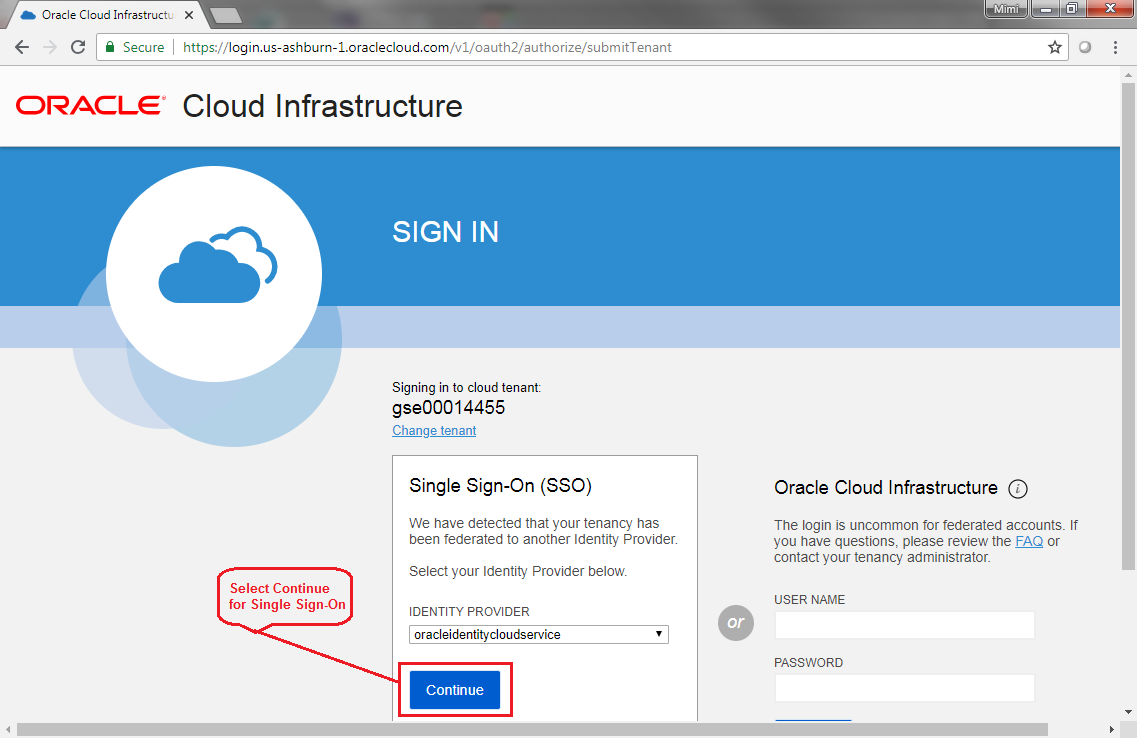 Oracle Cloud Infrastructu
Mimi
Secure
https://login.us-ashburn-1.oraclecloud.com/v1/oauth2/authorize/submitTenant
ORACLE® Cloud Infrastructure
SIGN IN
Signing in to cloud tenant:
gse00014455
Change tenant
Single Sign-On (SSO)
We have detected that your tenancy has
been federated to another Identity Provider.
Select your Identity Provider below.
IDENTITY PROVIDER
oracleidentitycloudservice
Continue
Select Continue
for Single Sign-On
or
Oracle Cloud Infrastructure i
The login is uncommon for federated accounts. If
you have questions, please review the FAQ or
contact your tenancy administrator.
USER NAME
PASSWORD